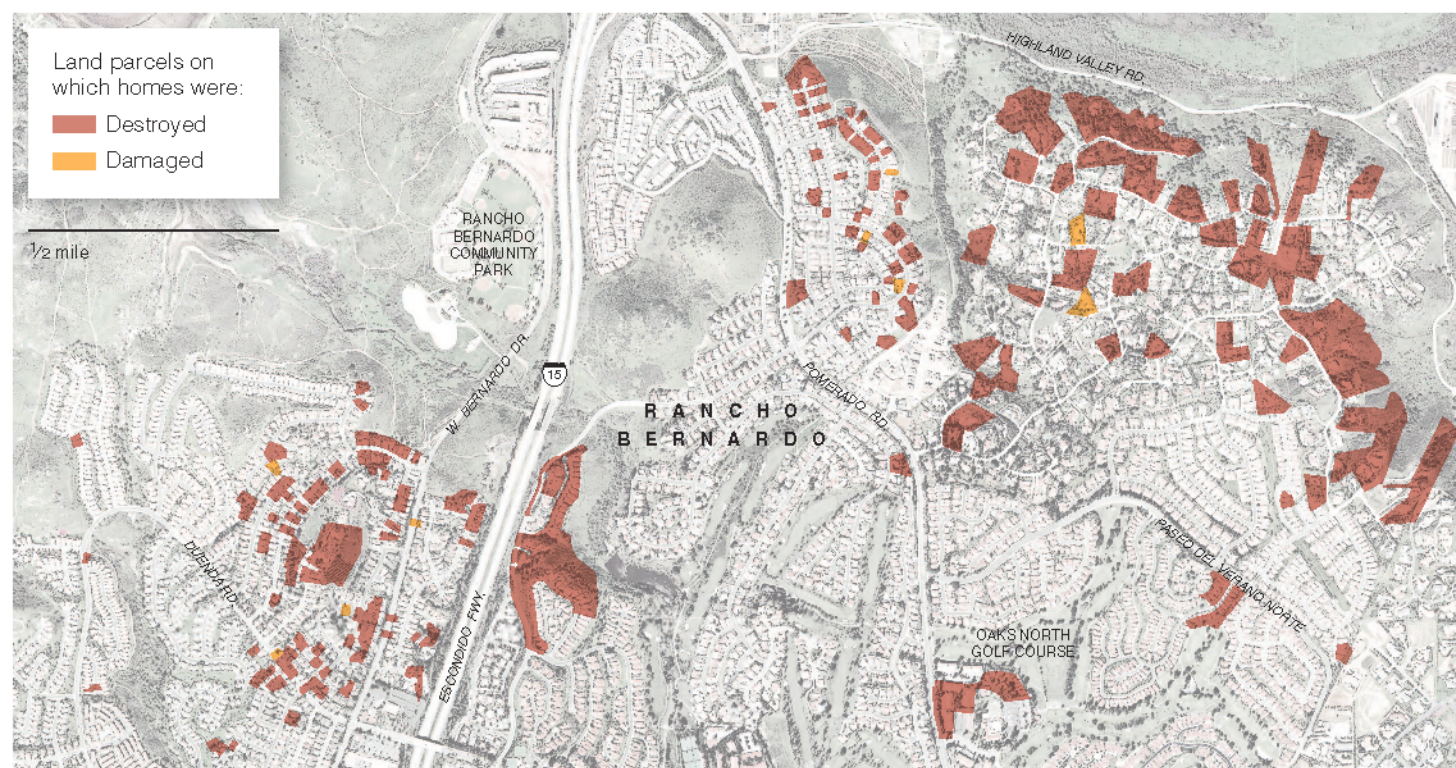 Land parcels on
which homes were:
Destroyed
Damaged
1/2 mile
RANCHO
BERNARDO
COMMUNITY
PARK
HIGHLAND VALLEY RD.
W. BERNARDO DR.
15
RANCHO
BERNARDO
POMERADO RD.
DUENDA RD.
ESCONDIDO FWY.
PASEO DEL VERANO NORTE
OAKS NORTH
GOLF COURSE